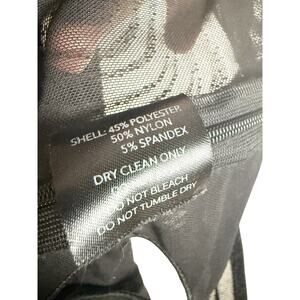 SHELL: 45% POLYESTER,
50% NYLON
5% SPANDEX
DRY CLEAN ONLY
DO NOT BLEACH
DO NOT TUMBLE DRY